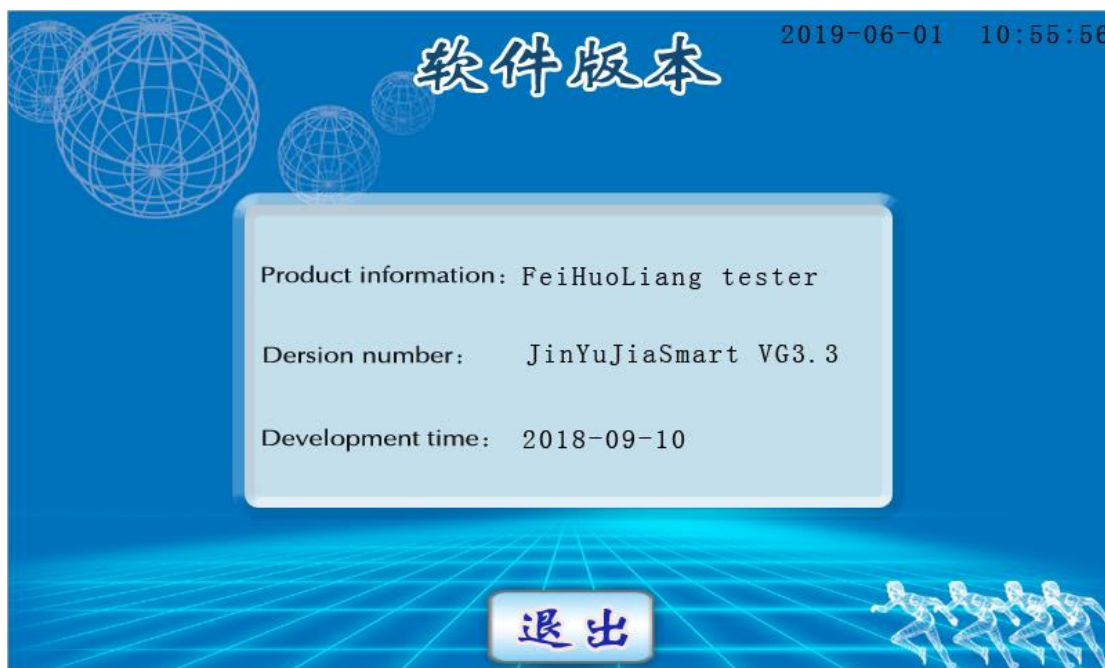 软件版本
2019-06-01 10:55:56
Product information: FeiHuoLiang tester
Dersion number: JinYuJiaSmart VG3.3
Development time: 2018-09-10
退出